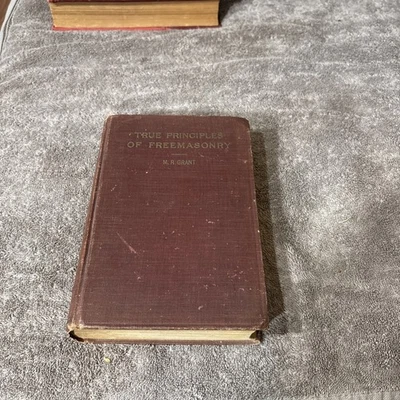 TRUE PRINCIPLES
OF FREEMASONRY
M. R. GRANT